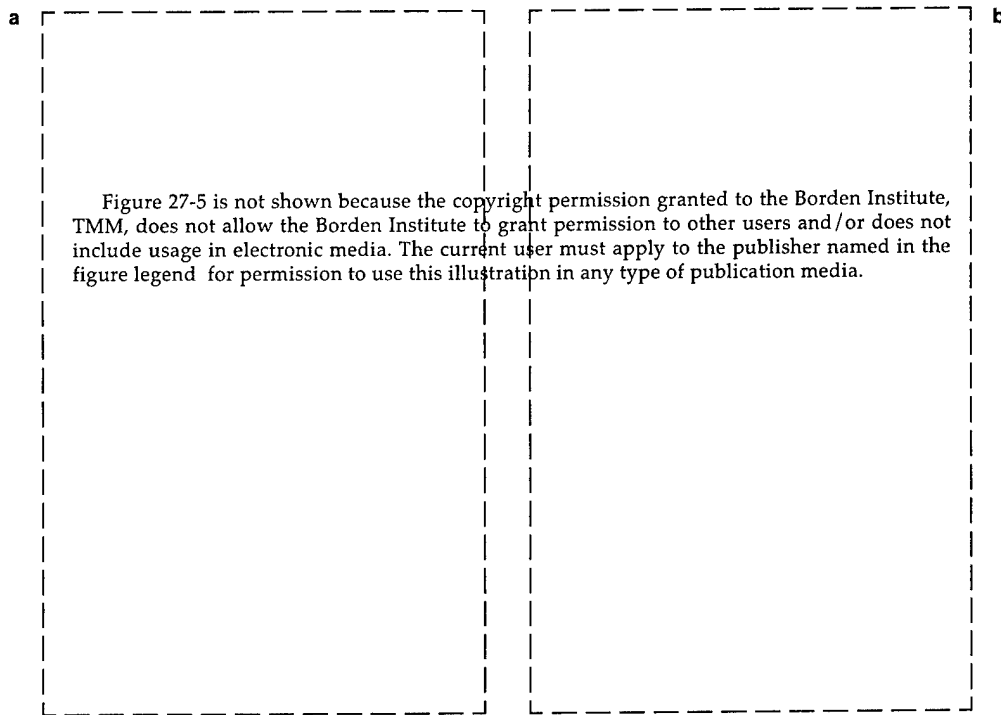 a
b
Figure 27-5 is not shown because the copyright permission granted to the Borden Institute,
TMM, does not allow the Borden Institute to grant permission to other users and/or does not
include usage in electronic media. The current user must apply to the publisher named in the
figure legend for permission to use this illustration in any type of publication media.